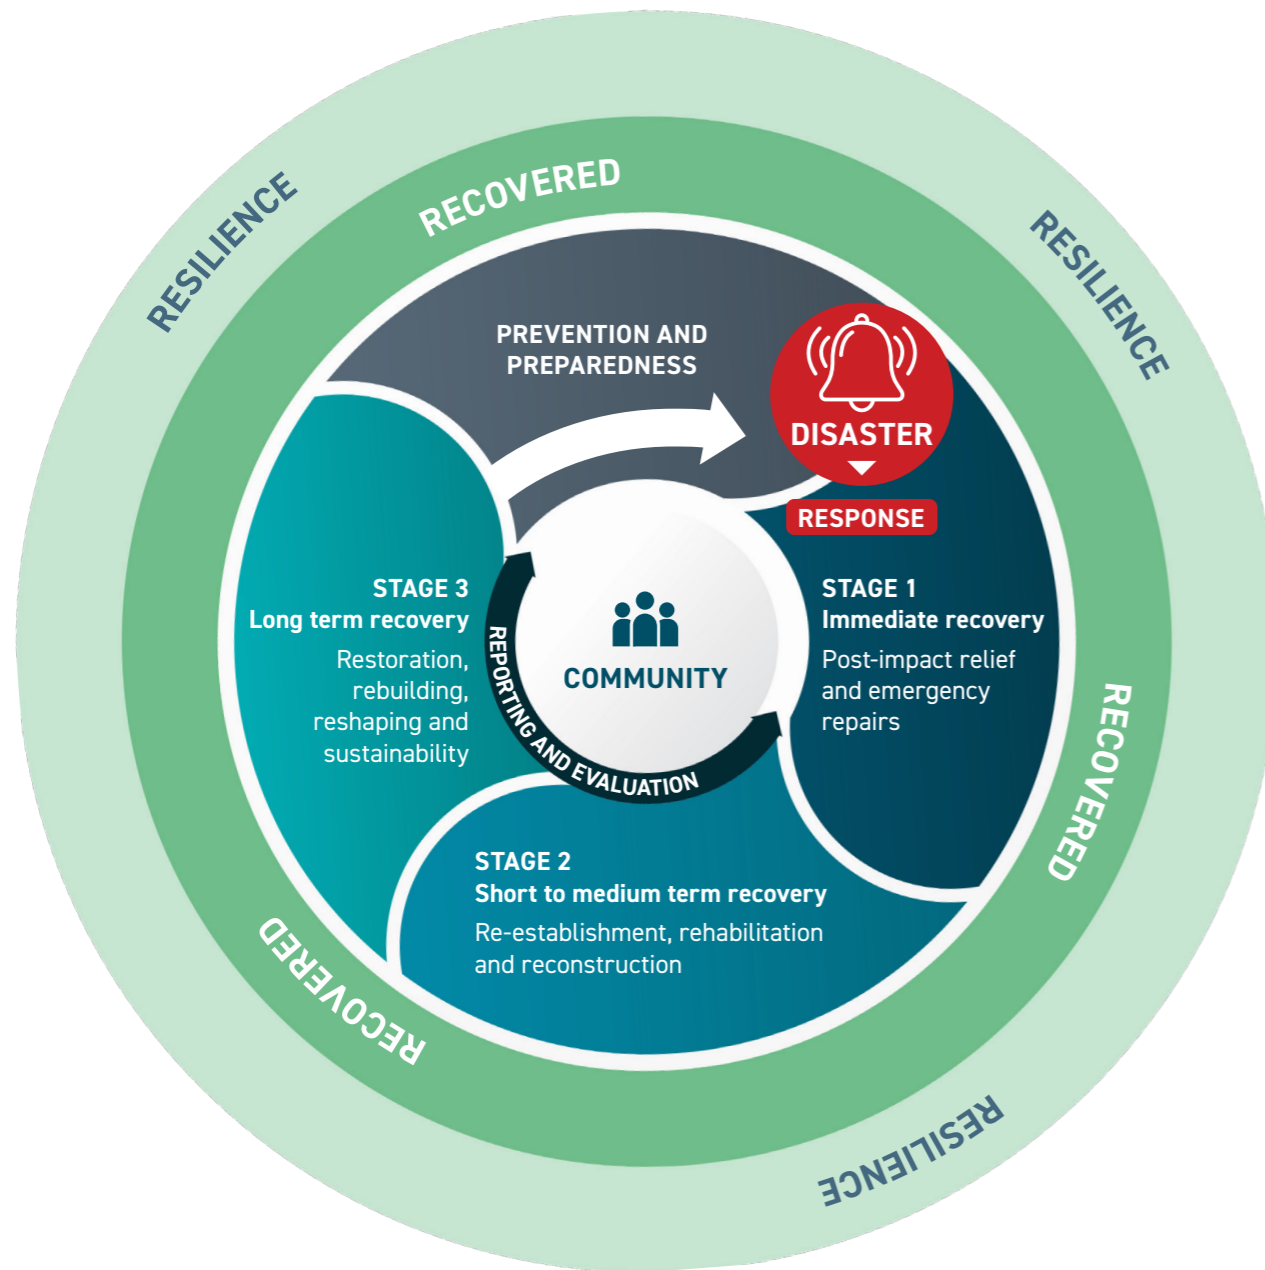 RESILIENCE
RESILIENCE
RECOVERED
PREVENTION AND
PREPAREDNESS
DISASTER
RESPONSE
STAGE 1
Immediate recovery
Post-impact relief
and emergency
repairs
STAGE 2
Short to medium term recovery
Re-establishment, rehabilitation
and reconstruction
STAGE 3
Long term recovery
Restoration,
rebuilding,
reshaping and
sustainability
REPORTING AND EVALUATION
COMMUNITY
RECOVERED
RECOVERED
RESILIENCE